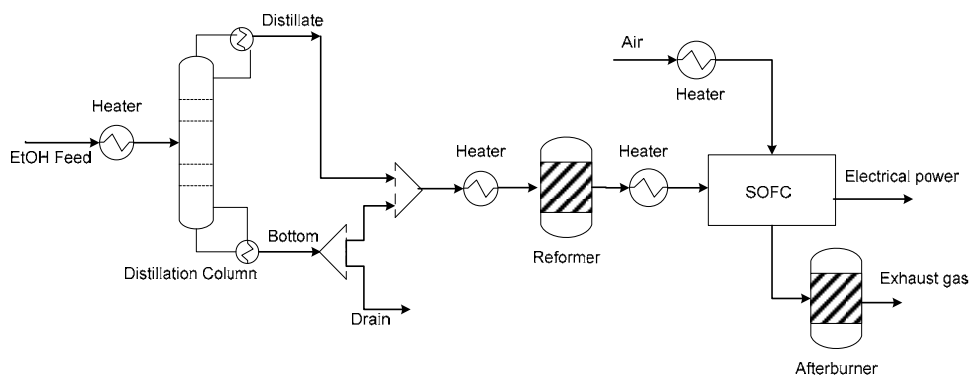 Distillate
Air
Heater
Heater
EtOH Feed
Heater
Heater
SOFC
Electrical power
Bottom
Reformer
Distillation Column
Exhaust gas
Drain
Afterburner